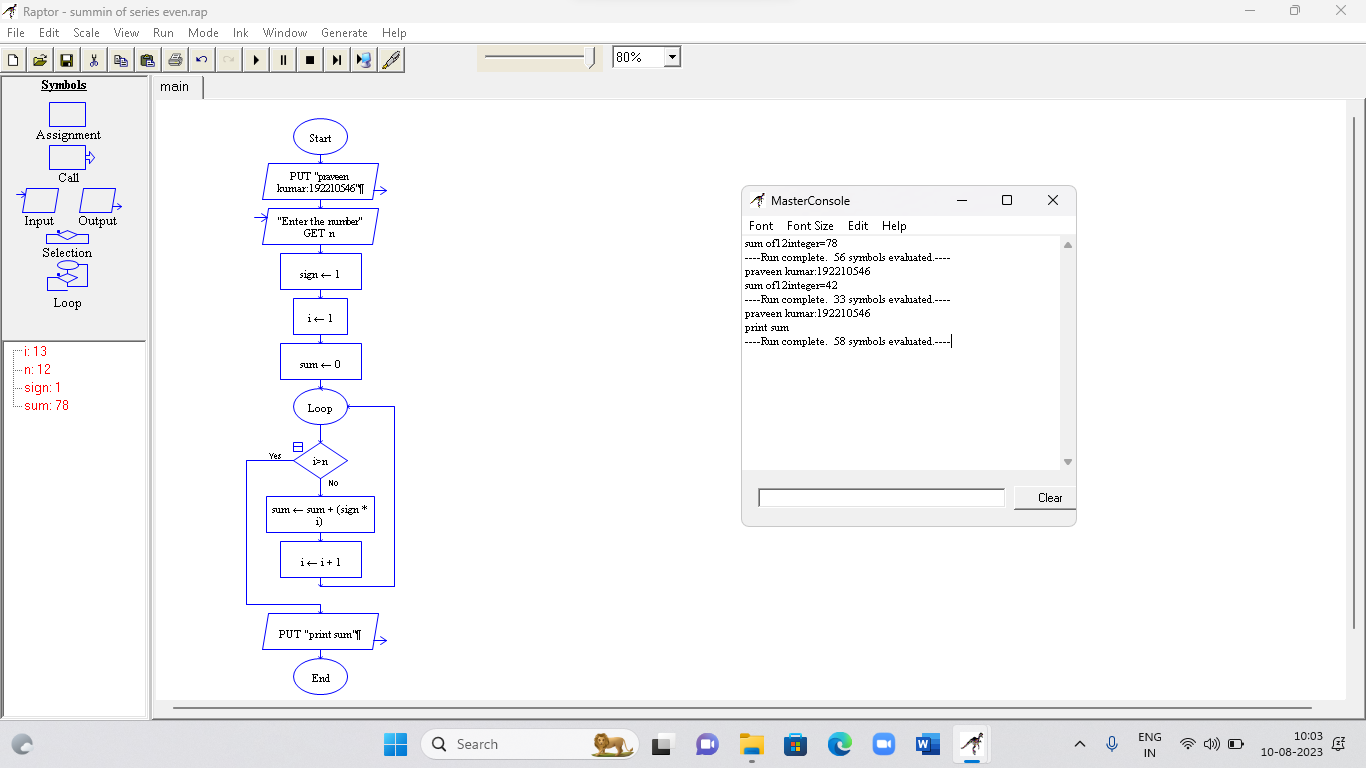 Raptor - summin of series even.rap
File Edit Scale View Run Mode Ink Window Generate Help
80%
Symbols
Assignment
Call
Input Output
Selection
Loop
i: 13
n: 12
sign: 1
sum: 78
main
Start
PUT "praveen
kumar:192210546"¶
"Enter the number"
GET n
sign ← 1
i ← 1
sum ← 0
Loop
Yes
i>n
No
sum ← sum + (sign *
i)
i ← i + 1
PUT "print sum"¶
End
MasterConsole
Font Font Size Edit Help
sum of12integer=78
----Run complete. 56 symbols evaluated.----
praveen kumar:192210546
sum of12integer=42
----Run complete. 33 symbols evaluated.----
praveen kumar:192210546
print sum
----Run complete. 58 symbols evaluated.----
Clear
Search
ENG
IN
10:03
10-08-2023